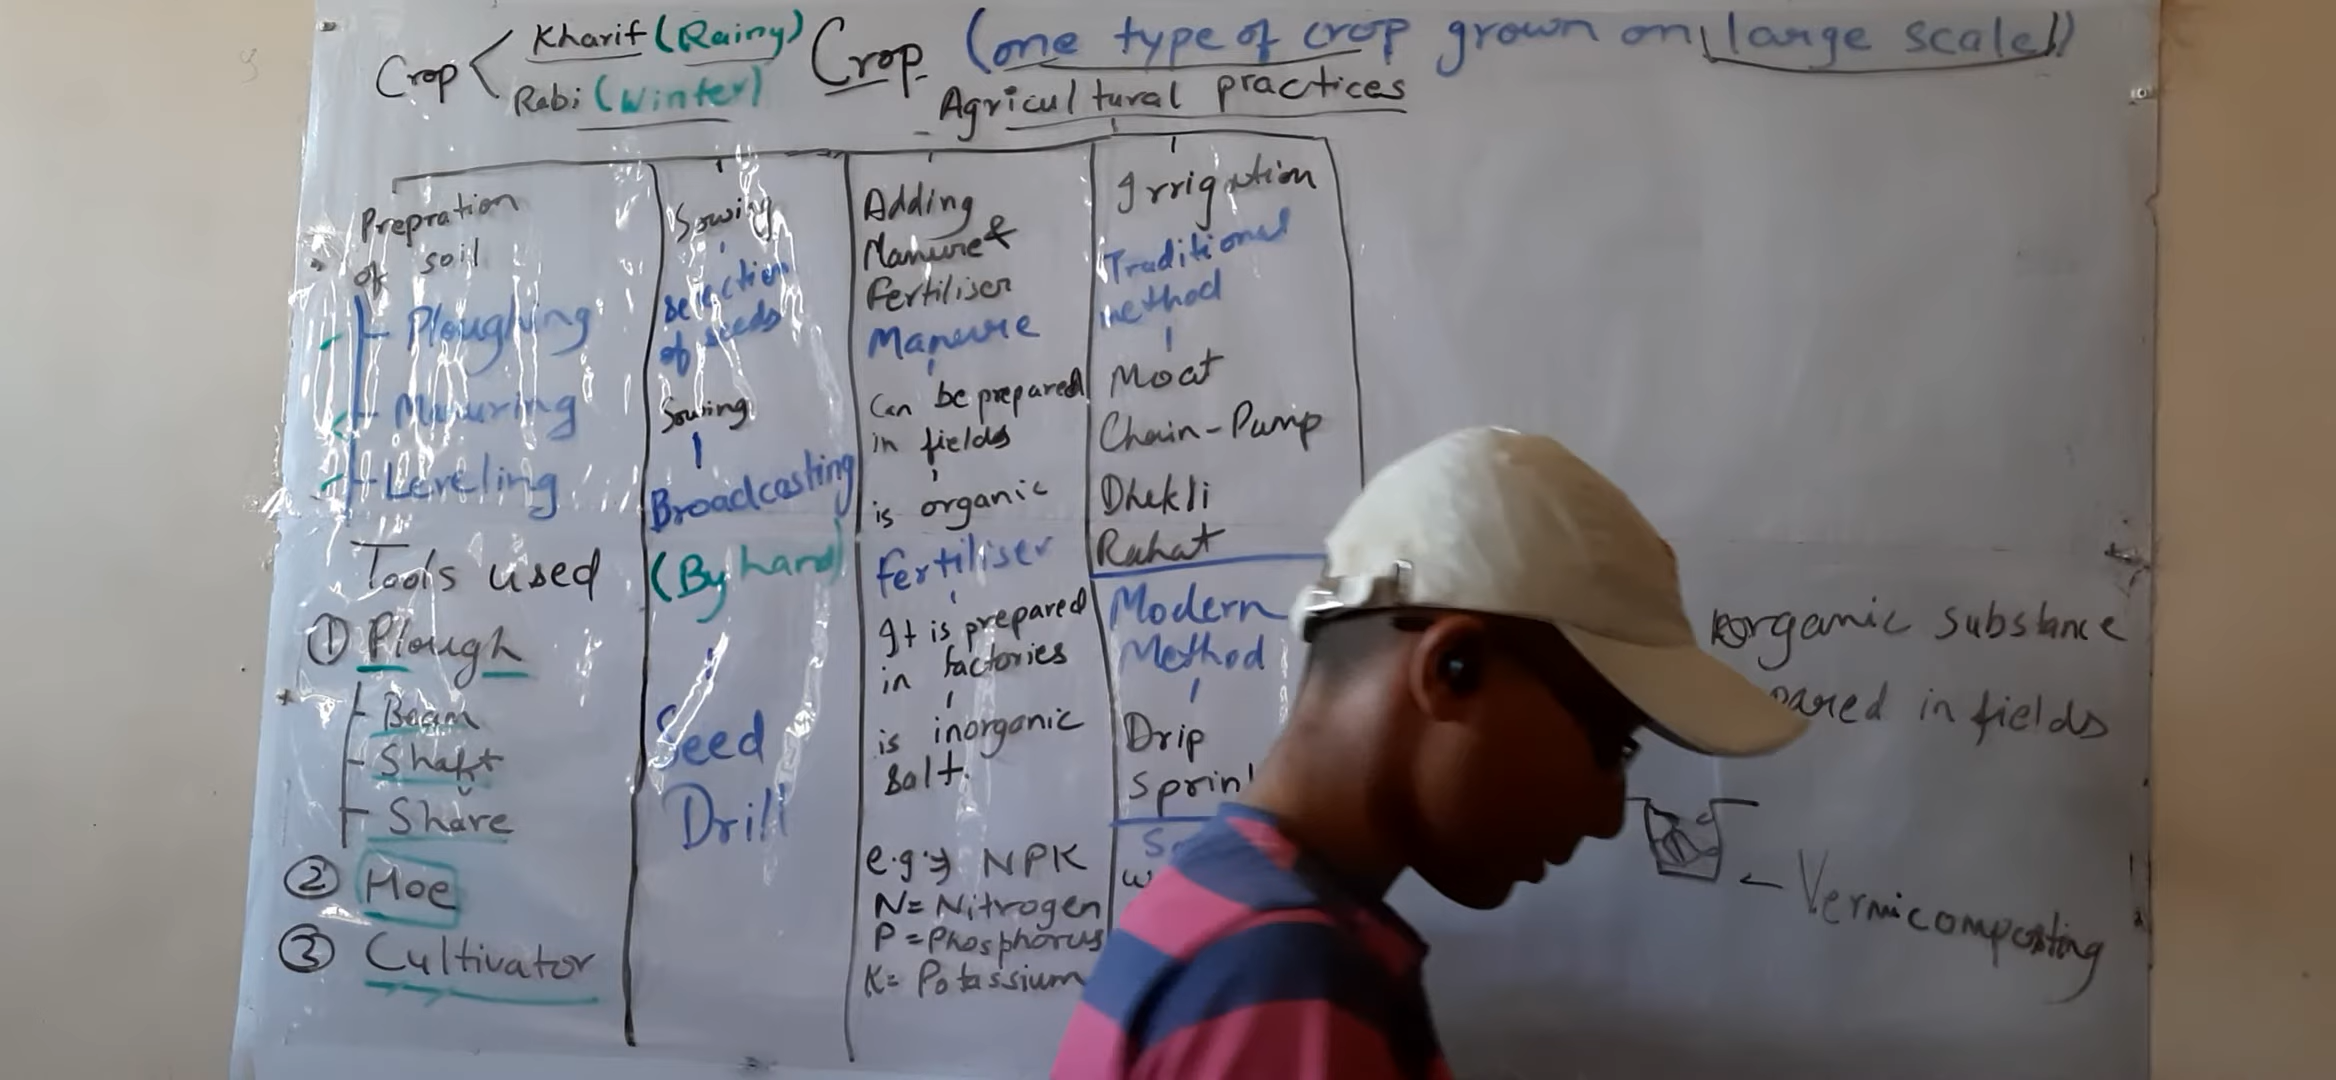 Crop Kharif (Rainy)
Rabi (Winter)
Crop (one type of crop grown on large scale)
Agricultural practices
Prepration
of soil
Ploughing
Manuring
Leveling
Tools used
① Plough
Beam
Shaft
Share
② Hoe
③ Cultivator
Sowing
selection
of seeds
Sowing
Broadcasting
(By hand)
Seed
Drill
Adding
Manure &
Fertiliser
Manure
Can be prepared
in fields
is organic
fertiliser
It is prepared
in factories
is inorganic
salt.
e.g:⇒ NPK
N= Nitrogen
P = Phosphorus
K= Potassium
Irrigation
Traditional
method
Moat
Chain-Pump
Dhekli
Rahat
Modern
Method
Drip
organic substance
in fields
Vermicomposting